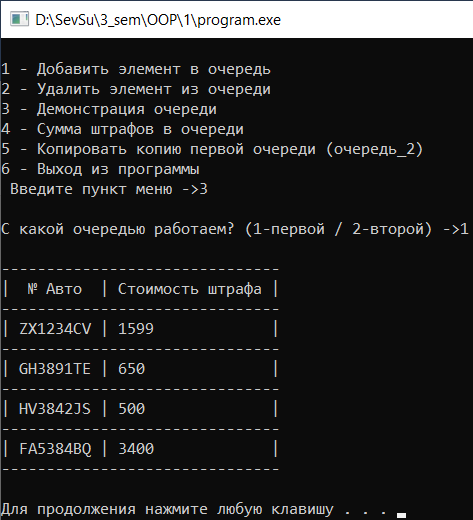 D:\SevSu\3_sem\OOP\1\program.exe
1 - Добавить элемент в очередь
2 - Удалить элемент из очереди
3 - Демонстрация очереди
4 - Сумма штрафов в очереди
5 - Копировать копию первой очереди (очередь_2)
6 - Выход из программы
Введите пункт меню ->3
С какой очередью работаем? (1-первой / 2-второй) ->1
-------------------------------
|  № Авто  | Стоимость штрафа |
-------------------------------
| ZX1234CV | 1599             |
-------------------------------
| GH3891TE | 650              |
-------------------------------
| HV3842JS | 500              |
-------------------------------
| FA5384BQ | 3400             |
-------------------------------
Для продолжения нажмите любую клавишу . . .